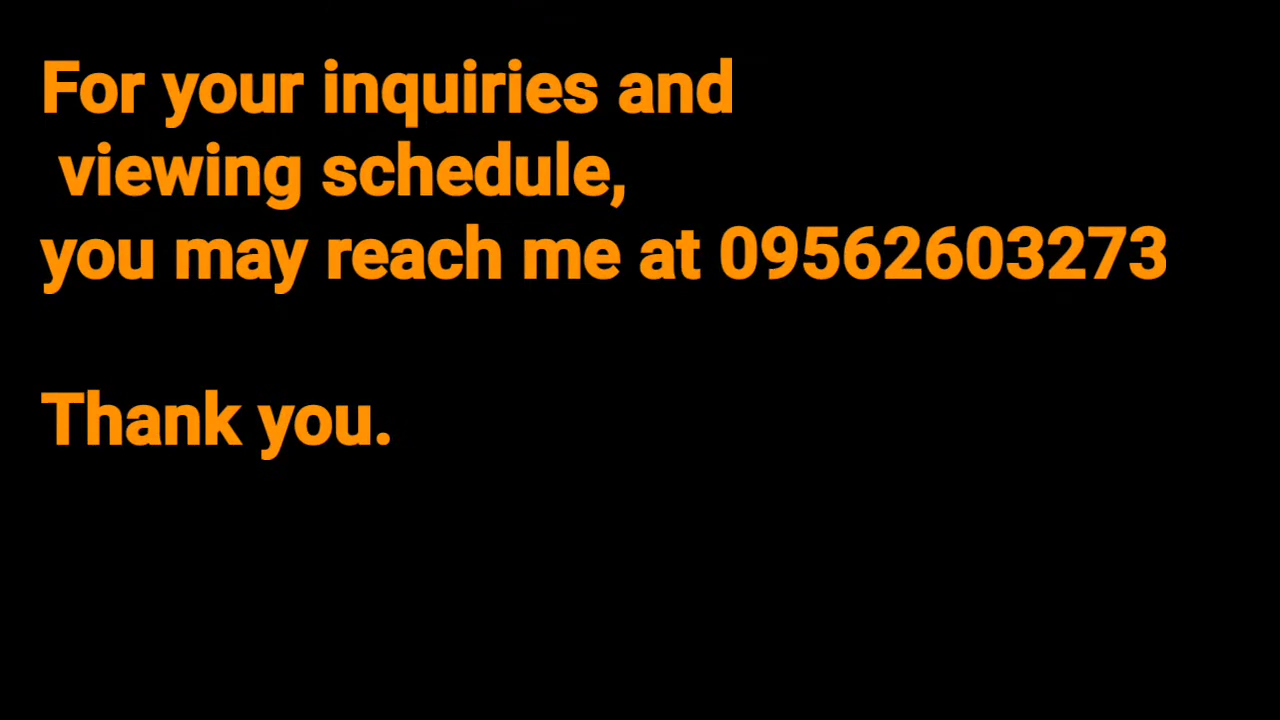 For your inquiries and
viewing schedule,
you may reach me at 09562603273
Thank you.